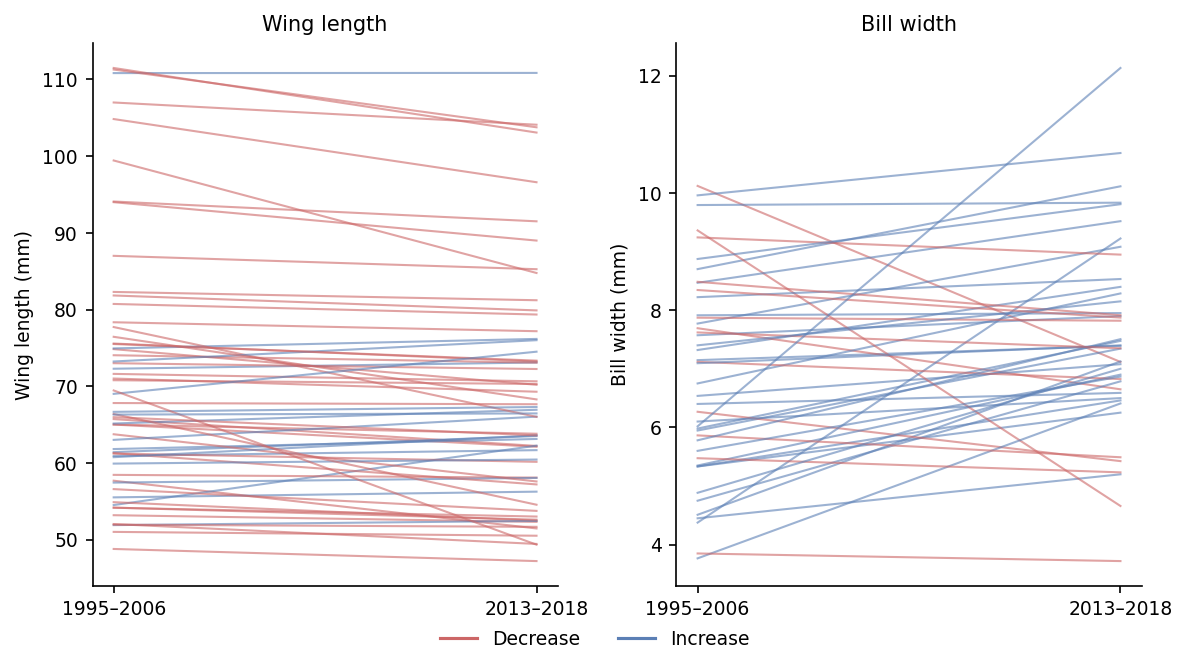 Wing length
Bill width
Wing length (mm)
110
100
90
80
70
60
50
1995–2006
2013–2018
Bill width (mm)
12
10
8
6
4
1995–2006
2013–2018
Decrease
Increase